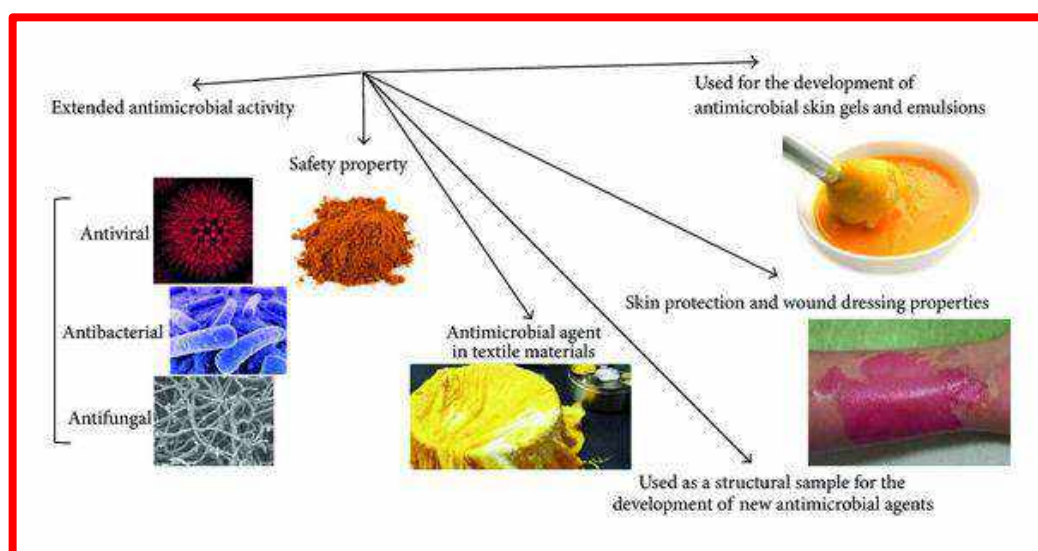 Extended antimicrobial activity
Safety property
Antiviral
Antibacterial
Antifungal
Antimicrobial agent
in textile materials
Used for the development of
antimicrobial skin gels and emulsions
Skin protection and wound dressing properties
Used as a structural sample for the
development of new antimicrobial agents